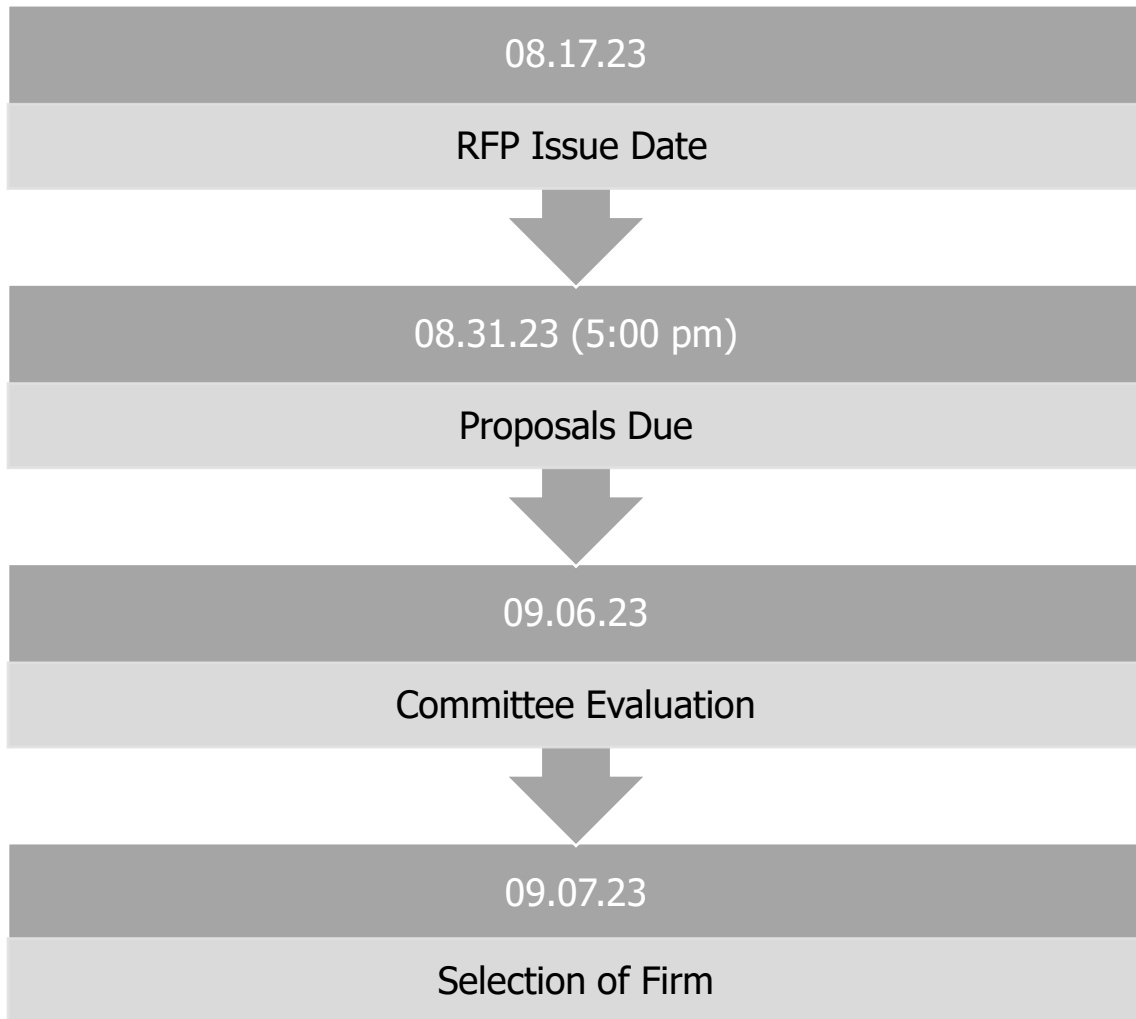 08.17.23
RFP Issue Date
08.31.23 (5:00 pm)
Proposals Due
09.06.23
Committee Evaluation
09.07.23
Selection of Firm